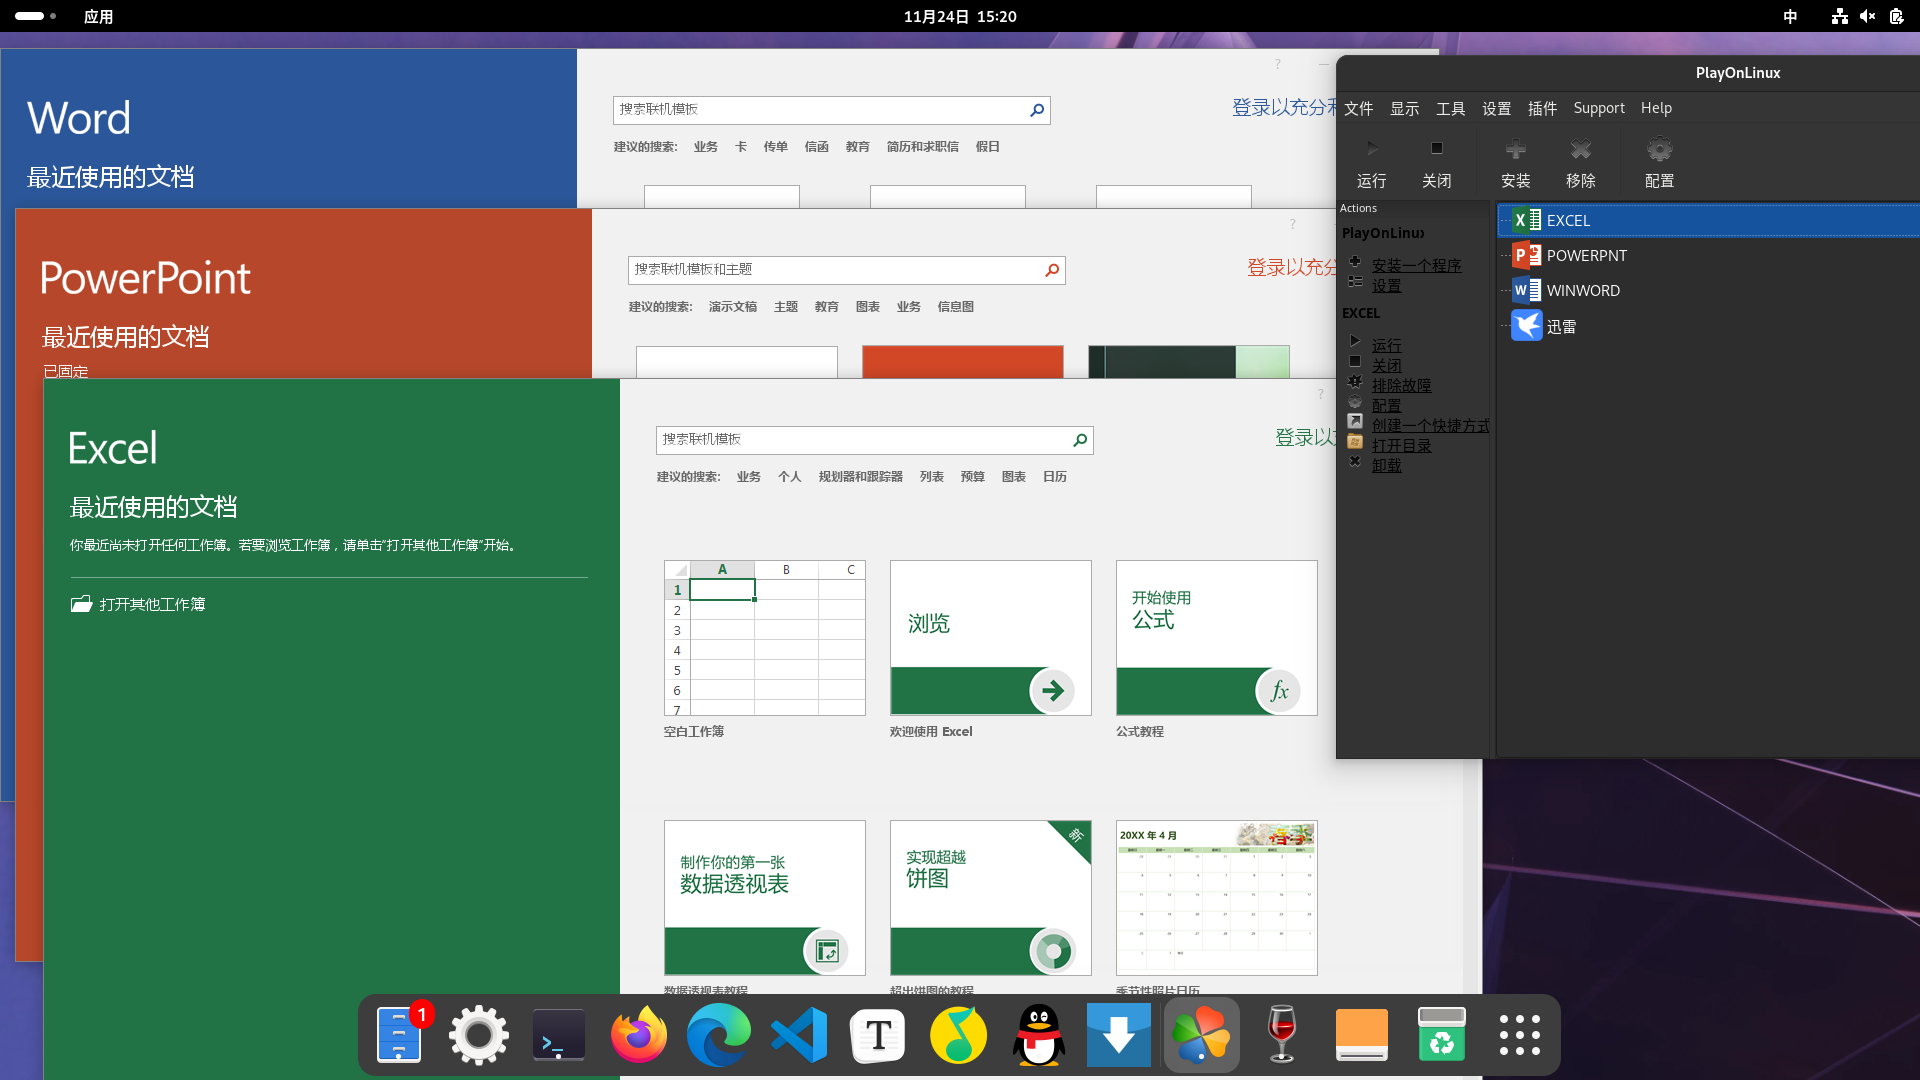 应用
11月24日 15:20
中
Word
最近使用的文档
搜索联机模板
建议的搜索: 业务 卡 传单 信函 教育 简历和求职信 假日
登录以充分利
PowerPoint
最近使用的文档
已固定
搜索联机模板和主题
建议的搜索: 演示文稿 主题 教育 图表 业务 信息图
登录以充分
Excel
最近使用的文档
你最近尚未打开任何工作簿。若要浏览工作簿，请单击"打开其他工作簿"开始。
打开其他工作簿
搜索联机模板
建议的搜索: 业务 个人 规划器和跟踪器 列表 预算 图表 日历
登录以充
A B C
1
2
3
4
5
6
7
空白工作簿
浏览
欢迎使用 Excel
开始使用
公式
fx
公式教程
制作你的第一张
数据透视表
数据透视表教程
实现超越
饼图
新
超出饼图的教程
20XX 年 4 月
季节性照片日历
PlayOnLinux
文件 显示 工具 设置 插件 Support Help
运行 关闭 安装 移除 配置
Actions
PlayOnLinux
安装一个程序
设置
EXCEL
运行
关闭
排除故障
配置
创建一个快捷方式
打开目录
卸载
EXCEL
POWERPNT
WINWORD
迅雷
1
>_
T